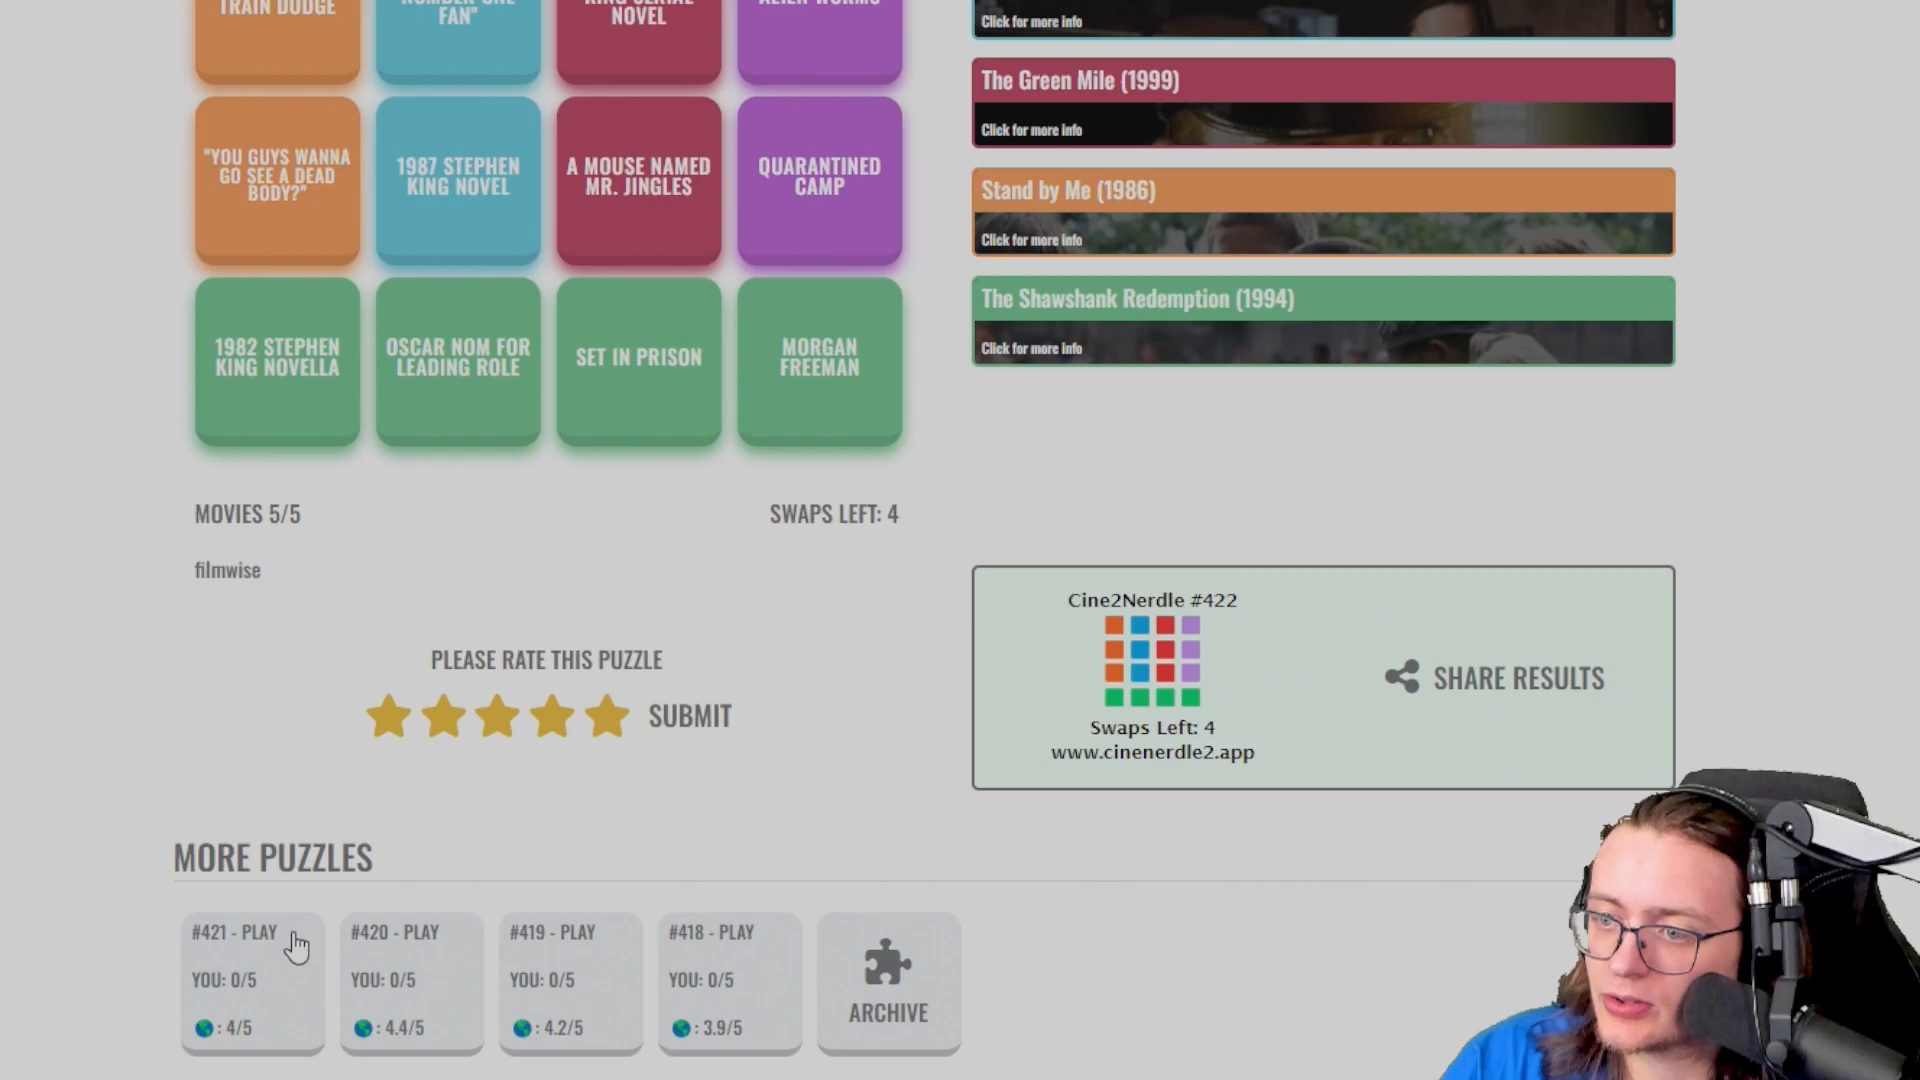 TRAIN DODGE
NUMBER ONE
FAN"
KING SERIAL
NOVEL
ALIEN WORMS
"YOU GUYS WANNA
GO SEE A DEAD
BODY?"
1987 STEPHEN
KING NOVEL
A MOUSE NAMED
MR. JINGLES
QUARANTINED
CAMP
1982 STEPHEN
KING NOVELLA
OSCAR NOM FOR
LEADING ROLE
SET IN PRISON
MORGAN
FREEMAN
MOVIES 5/5
SWAPS LEFT: 4
filmwise
PLEASE RATE THIS PUZZLE
SUBMIT
Click for more info
The Green Mile (1999)
Click for more info
Stand by Me (1986)
Click for more info
The Shawshank Redemption (1994)
Click for more info
Cine2Nerdle #422
Swaps Left: 4
www.cinenerdle2.app
SHARE RESULTS
MORE PUZZLES
#421 - PLAY
YOU: 0/5
: 4/5
#420 - PLAY
YOU: 0/5
: 4.4/5
#419 - PLAY
YOU: 0/5
: 4.2/5
#418 - PLAY
YOU: 0/5
: 3.9/5
ARCHIVE